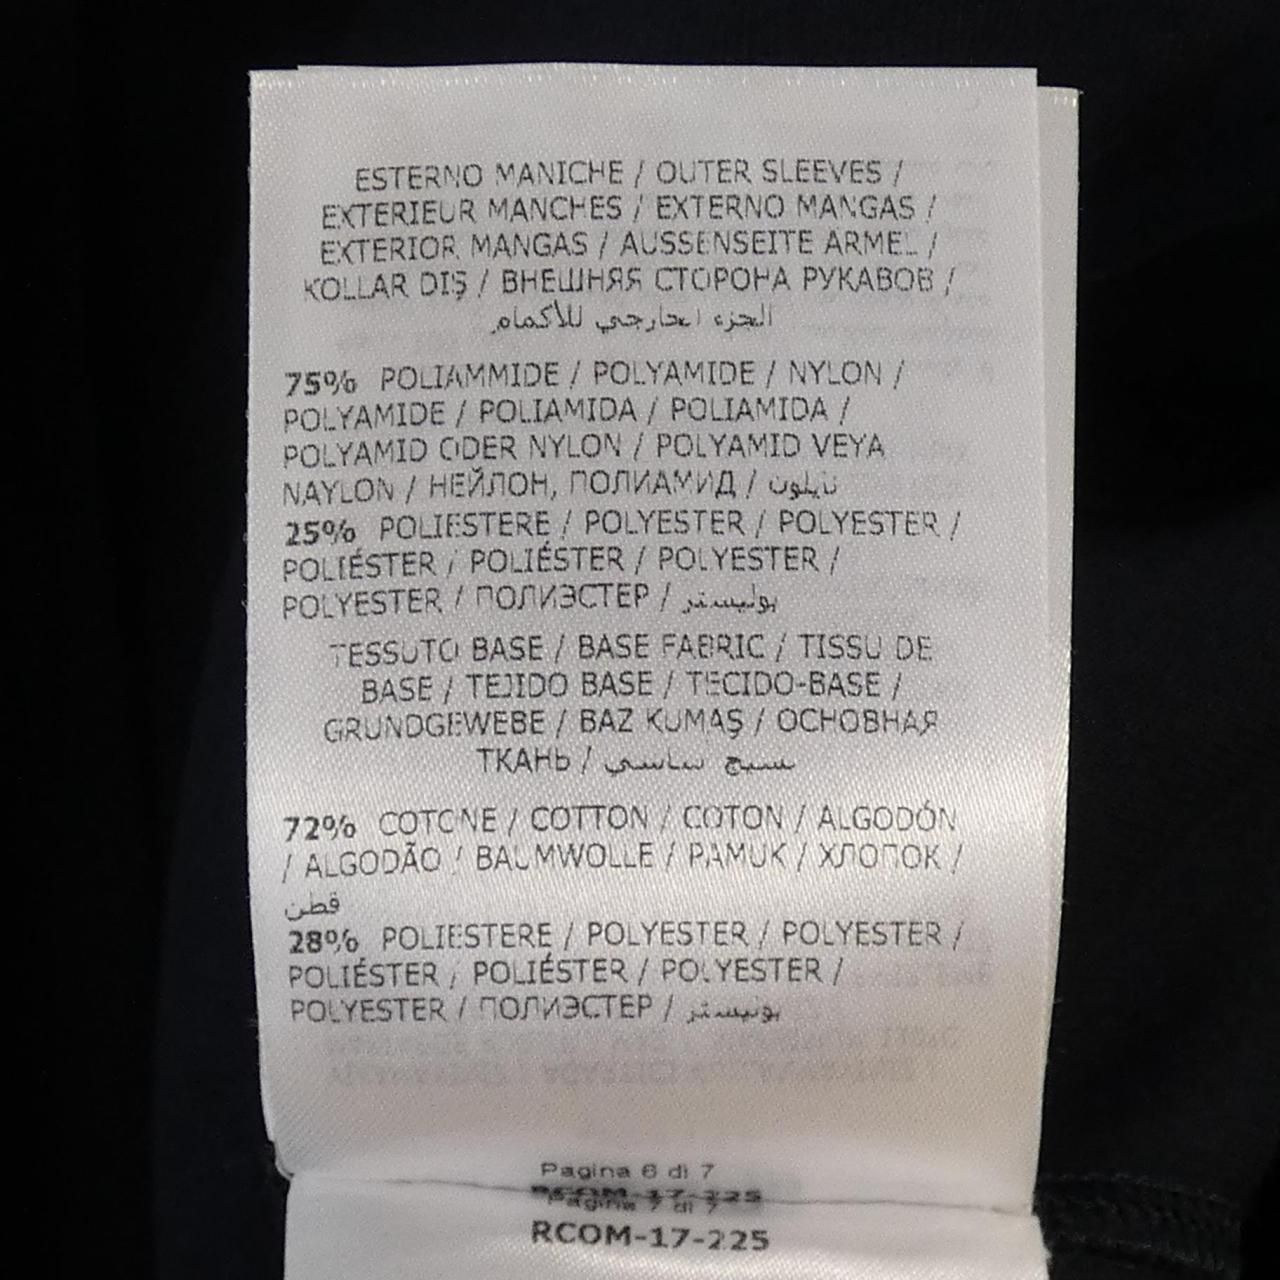 ESTERNO MANICHE / OUTER SLEEVES /
EXTERIEUR MANCHES / EXTERNO MANGAS /
EXTERIOR MANGAS / AUSSENSEITE ARMEL /
KOLLAR DIŞ / ВНЕШНЯЯ СТОРОНА РУКАВОВ /
الجزء الخارجي للأكمام
75% POLIAMMIDE / POLYAMIDE / NYLON /
POLYAMIDE / POLIAMIDA / POLIAMIDA /
POLYAMID ODER NYLON / POLYAMID VEYA
NAYLON / НЕЙЛОН, ПОЛИАМИД / نايلون
25% POLIESTERE / POLYESTER / POLYESTER /
POLIÉSTER / POLIÉSTER / POLYESTER /
POLYESTER / ПОЛИЭСТЕР / بوليستر
TESSUTO BASE / BASE FABRIC / TISSU DE
BASE / TEJIDO BASE / TECIDO-BASE /
GRUNDGEWEBE / BAZ KUMAŞ / ОСНОВНАЯ
ТКАНЬ /
72% COTONE / COTTON / COTON / ALGODÓN
/ ALGODÃO / BAUMWOLLE / PAMUK / ХЛОПОК /
قطن
28% POLIESTERE / POLYESTER / POLYESTER /
POLIÉSTER / POLIÉSTER / POLYESTER /
POLYESTER / ПОЛИЭСТЕР / بوليستر
Pagina 6 di 7
RCOM-17-225
Pagina 7 di 7
RCOM-17-225